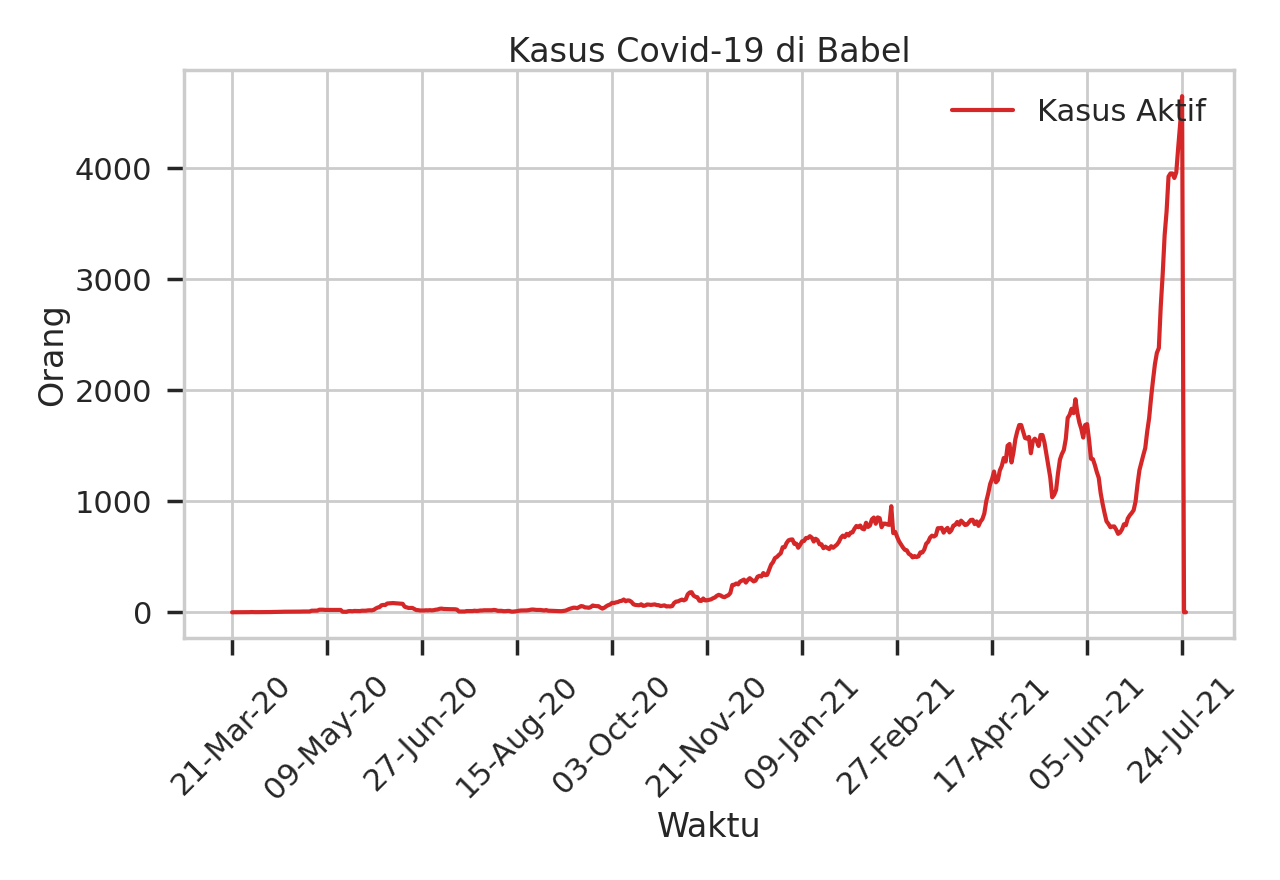 Kasus Covid-19 di Babel
Kasus Aktif
Orang
4000
3000
2000
1000
0
21-Mar-20
09-May-20
27-Jun-20
15-Aug-20
03-Oct-20
21-Nov-20
09-Jan-21
27-Feb-21
17-Apr-21
05-Jun-21
24-Jul-21
Waktu